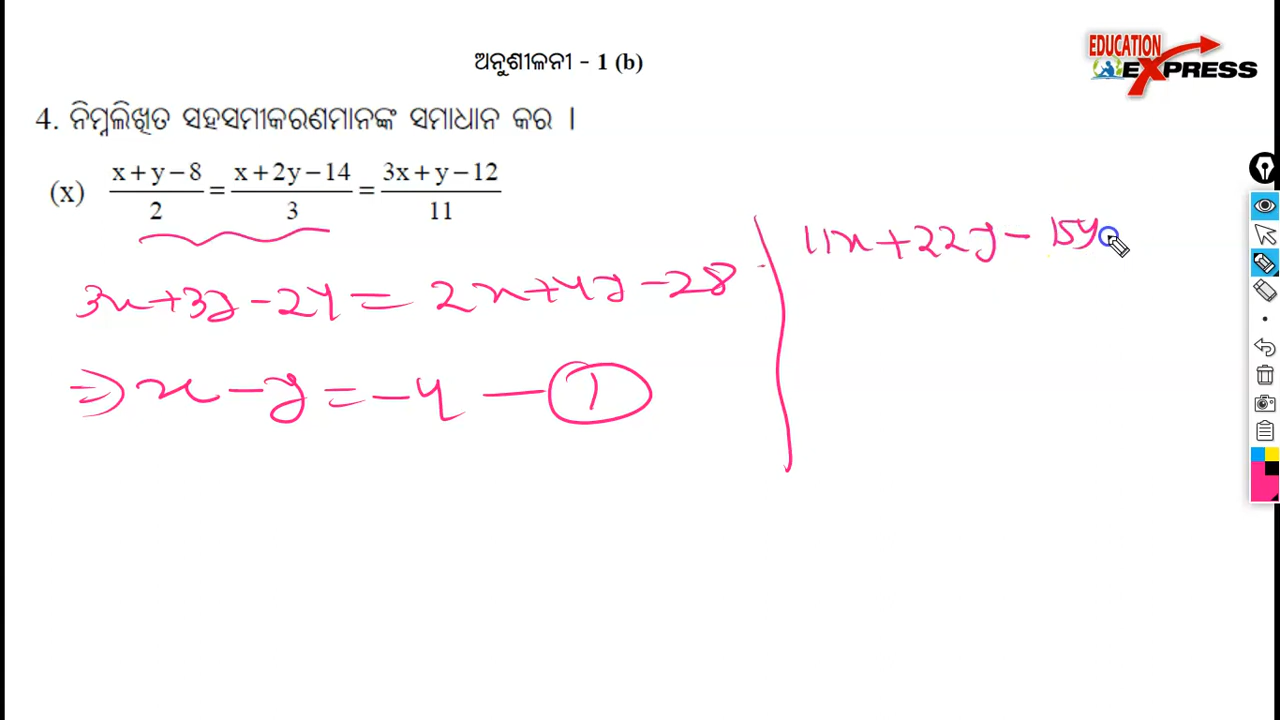 ଅନୁଶୀଳନୀ - 1 (b)
EDUCATION
EXPRESS
4. ନିମ୍ନଲିଖିତ ସହସମୀକରଣମାନଙ୍କ ସମାଧାନ କର ।
(x) x+y−8/2 = x+2y−14/3 = 3x+y−12/11
3x+3y−24 = 2x+4y−28
⇒ x−y = −4 — 1
11x+22y− 154